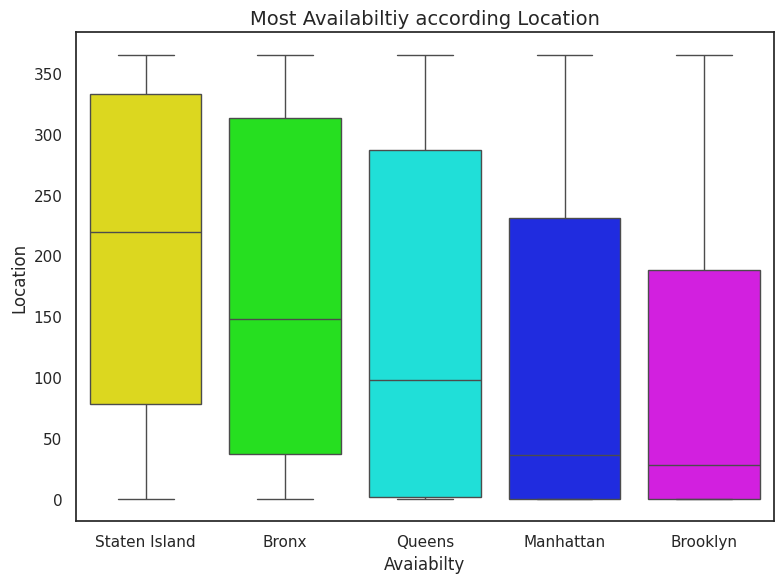 Most Availabiltiy according Location
350
300
250
200
150
100
50
0
Location
Staten Island Bronx Queens Manhattan Brooklyn
Avaiabilty